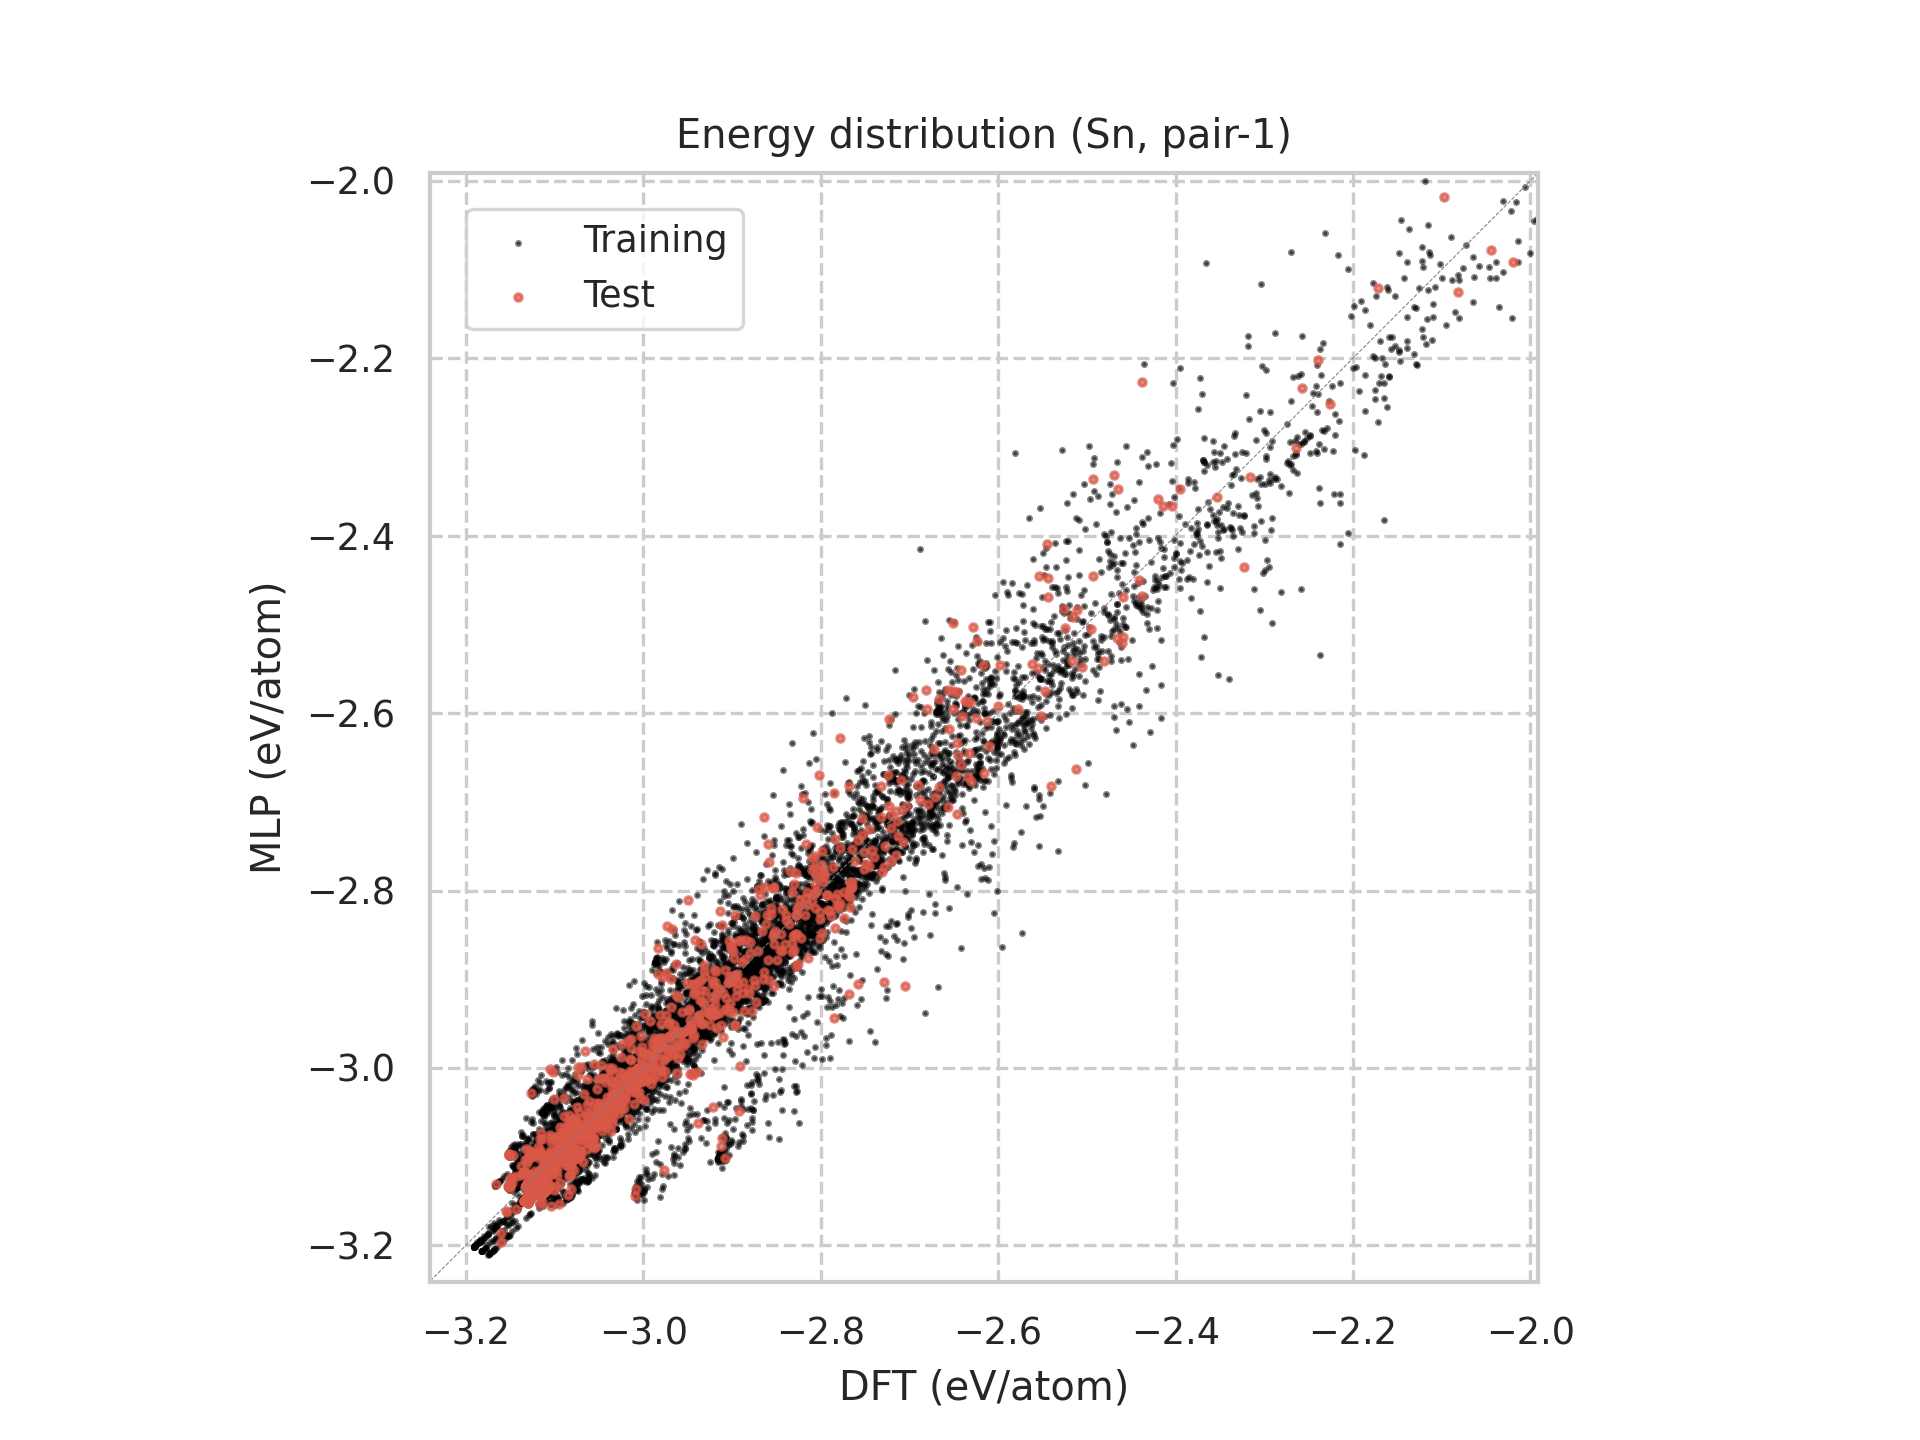 Energy distribution (Sn, pair-1)
−2.0
Training
Test
−2.2
−2.4
−2.6
−2.8
−3.0
−3.2
MLP (eV/atom)
−3.2 −3.0 −2.8 −2.6 −2.4 −2.2 −2.0
DFT (eV/atom)